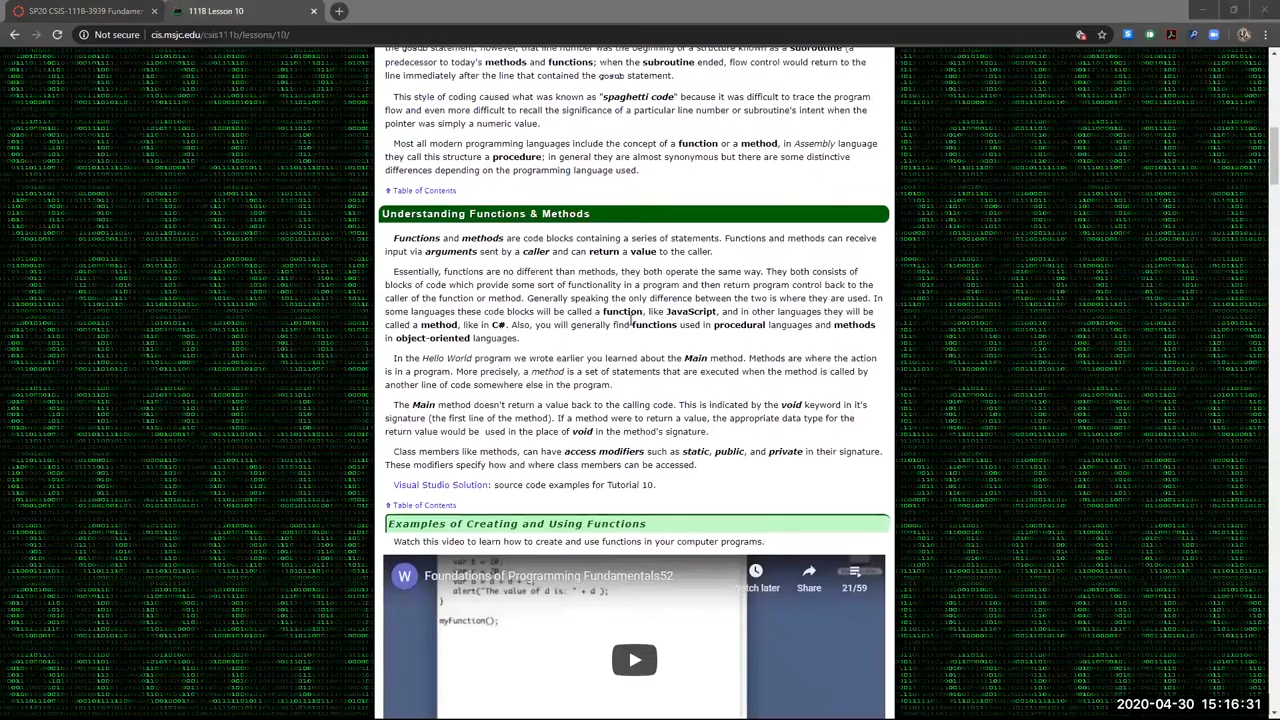 SP20 CSIS-111B-3939 Fundame
111B Lesson 10
Not secure
cis.msjc.edu/cis111b/lessons/10/
the gosub statement, however, that line number was the beginning of a structure known as a subroutine (a
predecessor to today's methods and functions; when the subroutine ended, flow control would return to the
line immediately after the line that contained the gosub statement.
This style of coding caused what was known as "spaghetti code" because it was difficult to trace the program
flow and even more difficult to recall the significance of a particular line number or subroutine's intent when the
pointer was simply a numeric value.
Most all modern programming languages include the concept of a function or a method, in Assembly language
they call this structure a procedure; in general they are almost synonymous but there are some distinctive
differences depending on the programming language used.
⇑ Table of Contents
Understanding Functions & Methods
Functions and methods are code blocks containing a series of statements. Functions and methods can receive
input via arguments sent by a caller and can return a value to the caller.
Essentially, functions are no different than methods, they both operate the same way. They both consists of
blocks of code which provide some sort of functionality in a program and then return program control back to the
caller of the function or method. Generally speaking the only difference between the two is where they are used. In
some languages these code blocks will be called a function, like JavaScript, and in other languages they will be
called a method, like in C#. Also, you will generally find functions used in procedural languages and methods
in object-oriented languages.
In the Hello World program we wrote earlier you learned about the Main method. Methods are where the action
is in a program. More precisely, a method is a set of statements that are executed when the method is called by
another line of code somewhere else in the program.
The Main method doesn't return a value back to the calling code. This is indicated by the void keyword in it's
signature (the first line of the method). If a method were to return a value, the appropriate data type for the
return value would be used in the place of void in the method's signature.
Class members like methods, can have access modifiers such as static, public, and private in their signature.
These modifiers specify how and where class members can be accessed.
Visual Studio Solution: source code examples for Tutorial 10.
⇑ Table of Contents
Examples of Creating and Using Functions
Watch this video to learn how to create and use functions in your computer programs.
W
Foundations of Programming Fundamentals52
atch later
Share
21/59
alert("The value of d is: " + d );
}
myFunction();
2020-04-30 15:16:31